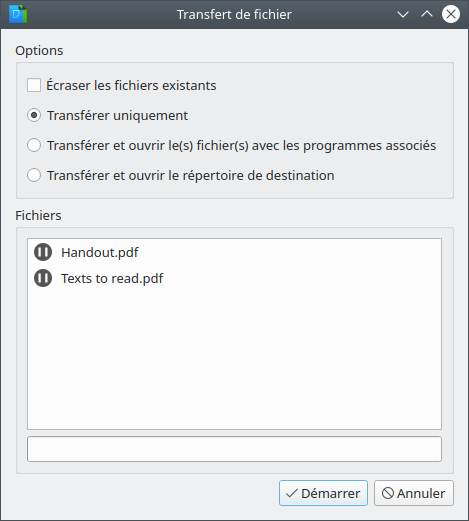 Transfert de fichier
Options
Écraser les fichiers existants
Transférer uniquement
Transférer et ouvrir le(s) fichier(s) avec les programmes associés
Transférer et ouvrir le répertoire de destination
Fichiers
Handout.pdf
Texts to read.pdf
Démarrer
Annuler